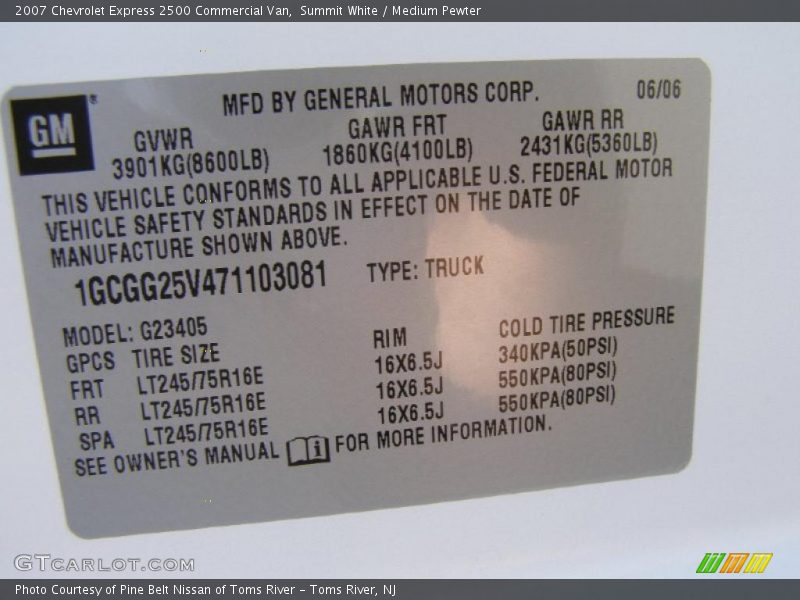 2007 Chevrolet Express 2500 Commercial Van, Summit White / Medium Pewter
GM®
MFD BY GENERAL MOTORS CORP. 06/06
GVWR GAWR FRT GAWR RR
3901KG(8600LB) 1860KG(4100LB) 2431KG(5360LB)
THIS VEHICLE CONFORMS TO ALL APPLICABLE U.S. FEDERAL MOTOR
VEHICLE SAFETY STANDARDS IN EFFECT ON THE DATE OF
MANUFACTURE SHOWN ABOVE.
1GCGG25V471103081 TYPE: TRUCK
MODEL: G23405
GPCS TIRE SIZE RIM COLD TIRE PRESSURE
FRT LT245/75R16E 16X6.5J 340KPA(50PSI)
RR LT245/75R16E 16X6.5J 550KPA(80PSI)
SPA LT245/75R16E 16X6.5J 550KPA(80PSI)
SEE OWNER'S MANUAL i FOR MORE INFORMATION.
GTCARLOT.COM
Photo Courtesy of Pine Belt Nissan of Toms River – Toms River, NJ